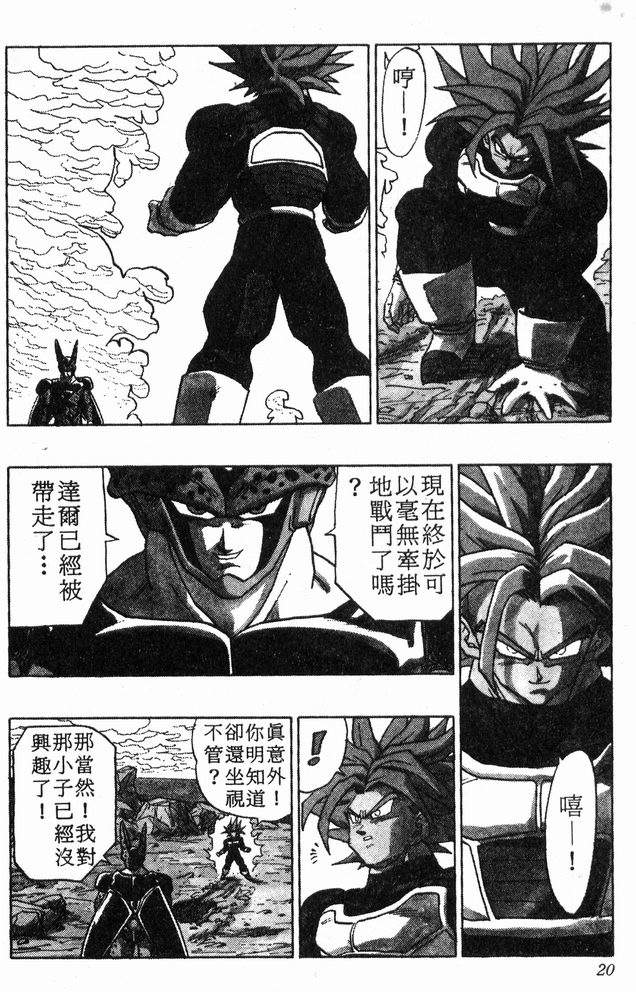 哼—！
現在終於可
以毫無牽掛
地戰鬥了嗎
？
達爾已經被
帶走了…
嘻—！
！
眞意外！
你明知道
卻還坐視
不管？
那當然！我對
那小子已經沒
興趣了！
20